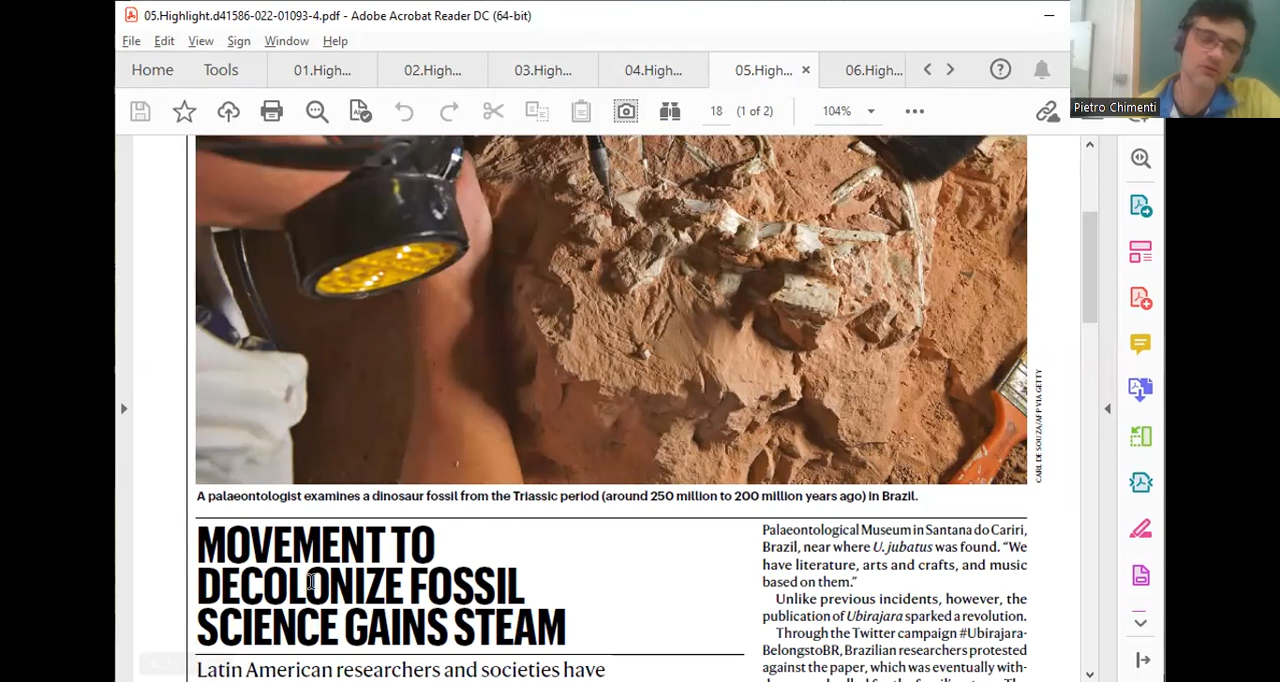 05.Highlight.d41586-022-01093-4.pdf - Adobe Acrobat Reader DC (64-bit)
File Edit View Sign Window Help
Home Tools 01.High... 02.High... 03.High... 04.High... 05.High... × 06.High...
18 (1 of 2) 104%
Pietro Chimenti
CARL DE SOUZA/AFP VIA GETTY
A palaeontologist examines a dinosaur fossil from the Triassic period (around 250 million to 200 million years ago) in Brazil.
MOVEMENT TO
DECOLONIZE FOSSIL
SCIENCE GAINS STEAM
Latin American researchers and societies have
Palaeontological Museum in Santana do Cariri,
Brazil, near where U. jubatus was found. “We
have literature, arts and crafts, and music
based on them.”
Unlike previous incidents, however, the
publication of Ubirajara sparked a revolution.
Through the Twitter campaign #Ubirajara-
BelongstoBR, Brazilian researchers protested
against the paper, which was eventually with-